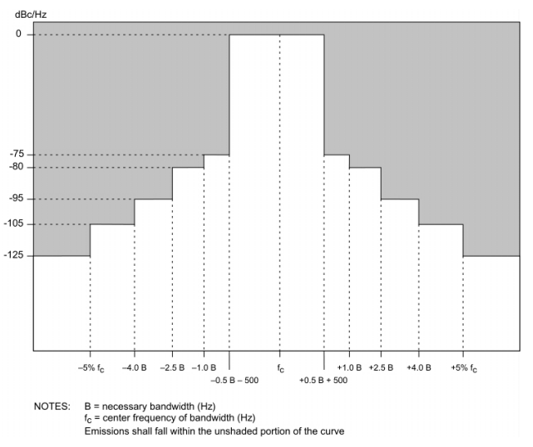 dBc/Hz
0
-75
-80
-95
-105
-125
–5% fC –4.0 B –2.5 B –1.0 B fC +1.0 B +2.5 B +4.0 B +5% fC
–0.5 B – 500 +0.5 B + 500
NOTES: B = necessary bandwidth (Hz)
fC = center frequency of bandwidth (Hz)
Emissions shall fall within the unshaded portion of the curve